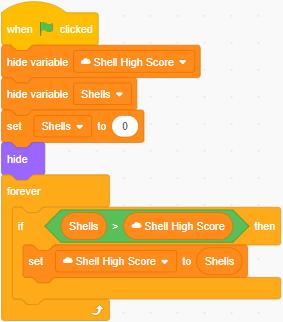 when clicked
hide variable Shell High Score
hide variable Shells
set Shells to 0
hide
forever
if Shells > Shell High Score then
set Shell High Score to Shells